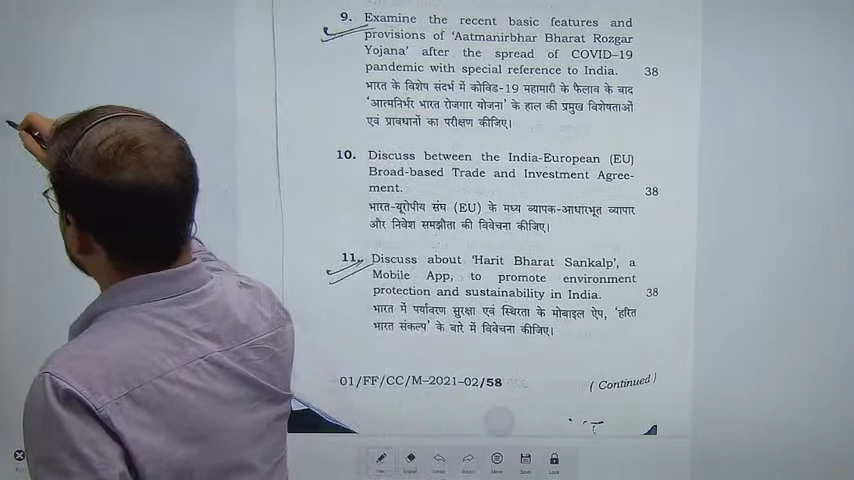 9. Examine the recent basic features and
provisions of 'Aatmanirbhar Bharat Rozgar
Yojana' after the spread of COVID–19
pandemic with special reference to India. 38
भारत के विशेष संदर्भ में कोविड-19 महामारी के फैलाव के बाद
'आत्मनिर्भर भारत रोजगार योजना' के हाल की प्रमुख विशेषताओं
एवं प्रावधानों का परीक्षण कीजिए।
10. Discuss between the India-European (EU)
Broad-based Trade and Investment Agree-
ment. 38
भारत-यूरोपीय संघ (EU) के मध्य व्यापक-आधारभूत व्यापार
और निवेश समझौता की विवेचना कीजिए।
11. Discuss about 'Harit Bharat Sankalp', a
Mobile App, to promote environment
protection and sustainability in India. 38
भारत में पर्यावरण सुरक्षा एवं स्थिरता के मोबाइल ऐप, 'हरित
भारत संकल्प' के बारे में विवेचना कीजिए।
01/FF/CC/M-2021-02/58 ( Continued )